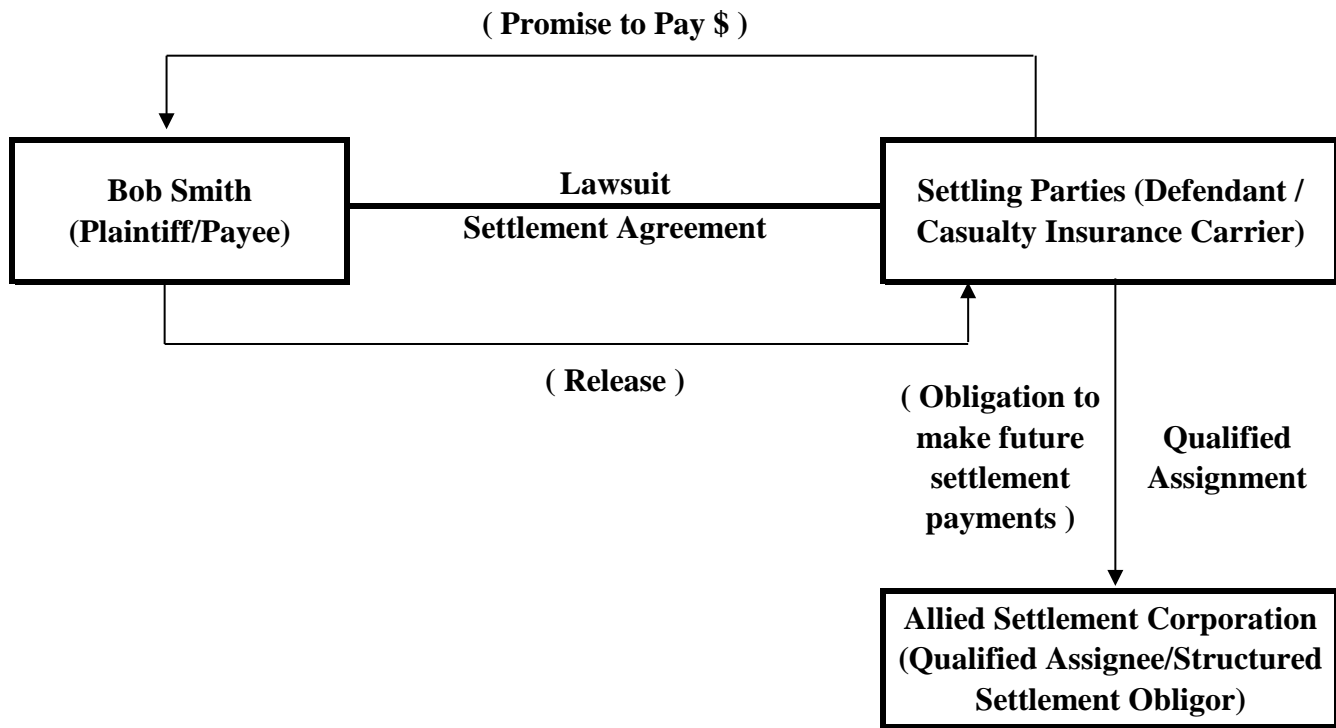 ( Promise to Pay $ )
Bob Smith
(Plaintiff/Payee)
Lawsuit
Settlement Agreement
Settling Parties (Defendant /
Casualty Insurance Carrier)
( Release )
( Obligation to
make future
settlement
payments )
Qualified
Assignment
Allied Settlement Corporation
(Qualified Assignee/Structured
Settlement Obligor)